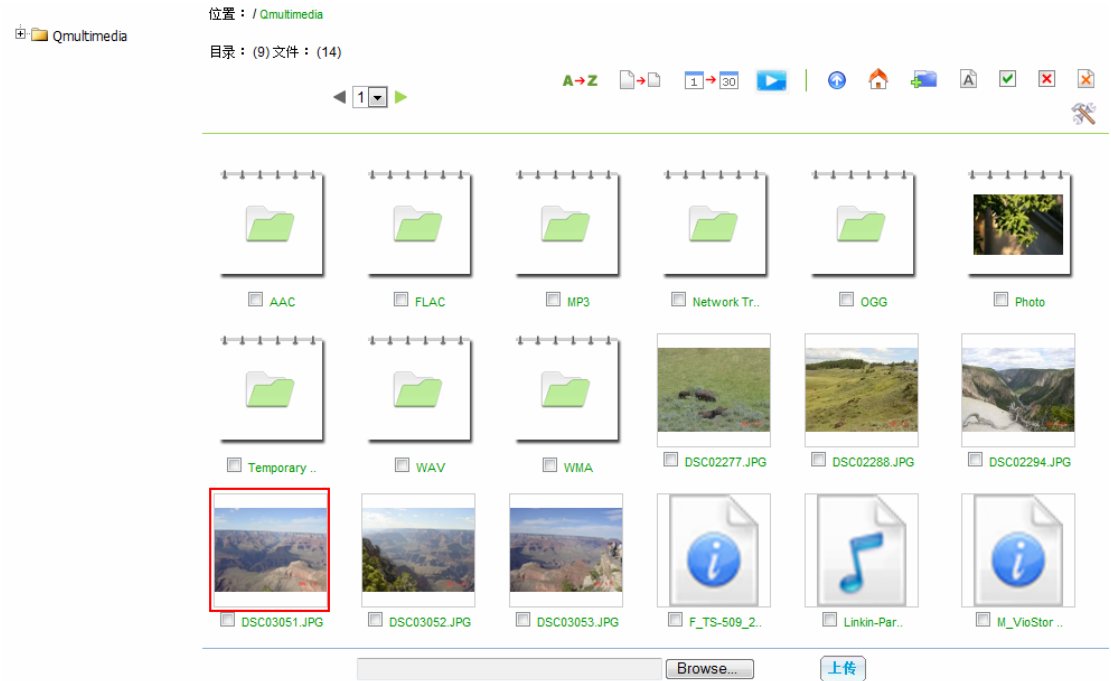 位置： / Qmultimedia
Qmultimedia
目录： (9) 文件： (14)
A→Z 1→30 A
1
AAC FLAC MP3 Network Tr.. OGG Photo
Temporary .. WAV WMA DSC02277.JPG DSC02288.JPG DSC02294.JPG
DSC03051.JPG DSC03052.JPG DSC03053.JPG F_TS-509_2.. Linkin-Par.. M_VioStor ..
Browse... 上传